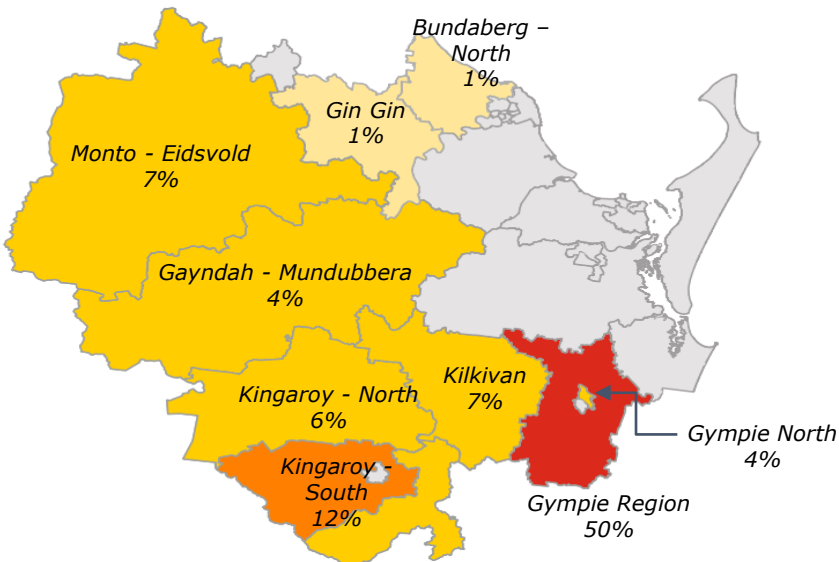 Bundaberg –
North
1%
Gin Gin
1%
Monto - Eidsvold
7%
Gayndah - Mundubbera
4%
Kilkivan
7%
Kingaroy - North
6%
Gympie North
4%
Kingaroy -
South
12%
Gympie Region
50%